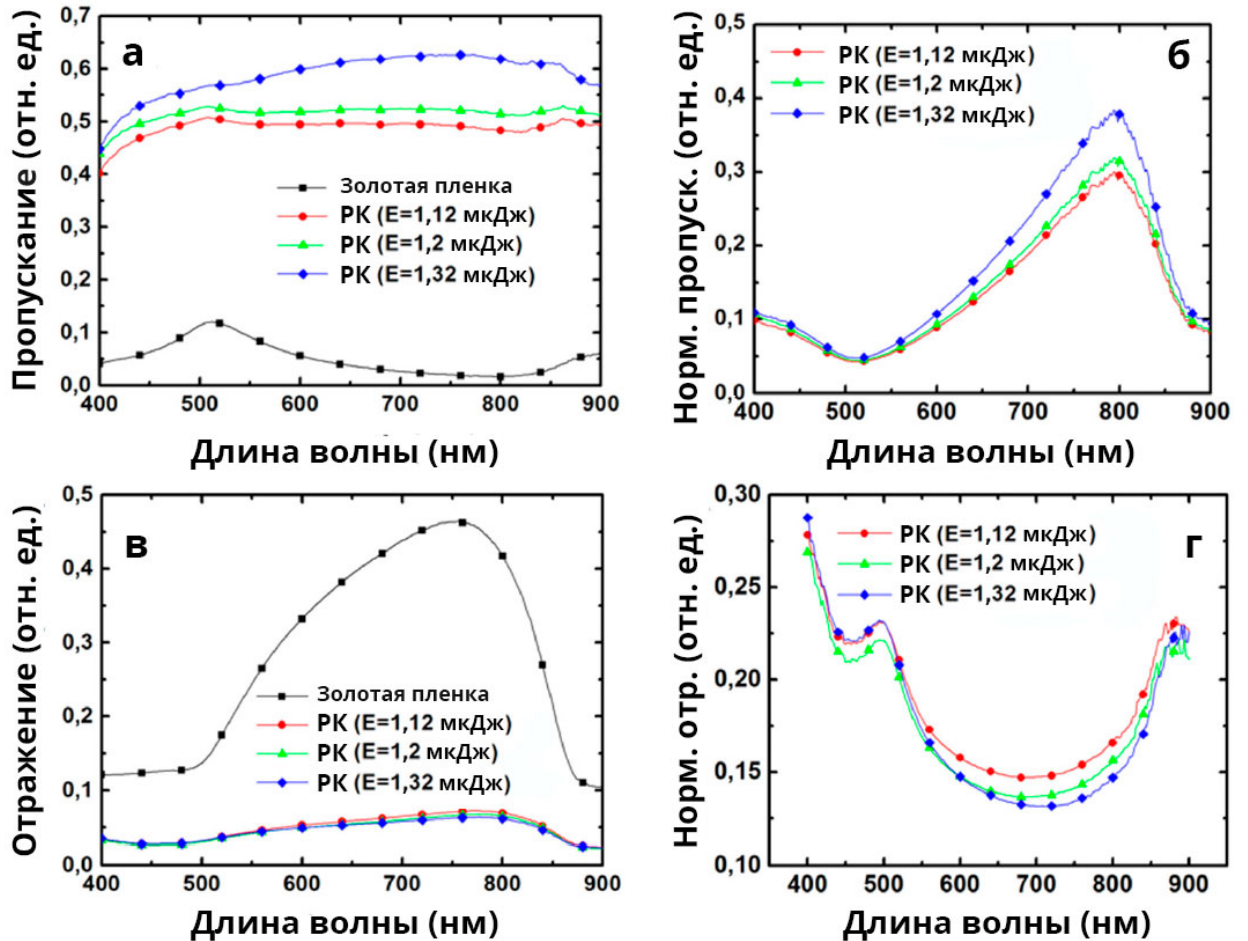 а
Пропускание (отн. ед.)
0,7
0,6
0,5
0,4
0,3
0,2
0,1
0,0
Золотая пленка
РК (E=1,12 мкДж)
РК (E=1,2 мкДж)
РК (E=1,32 мкДж)
400 500 600 700 800 900
Длина волны (нм)
б
Норм. пропуск. (отн. ед.)
0,5
0,4
0,3
0,2
0,1
0,0
РК (E=1,12 мкДж)
РК (E=1,2 мкДж)
РК (E=1,32 мкДж)
400 500 600 700 800 900
Длина волны (нм)
в
Отражение (отн. ед.)
0,5
0,4
0,3
0,2
0,1
0,0
Золотая пленка
РК (E=1,12 мкДж)
РК (E=1,2 мкДж)
РК (E=1,32 мкДж)
400 500 600 700 800 900
Длина волны (нм)
г
Норм. отр. (отн. ед.)
0,30
0,25
0,20
0,15
0,10
РК (E=1,12 мкДж)
РК (E=1,2 мкДж)
РК (E=1,32 мкДж)
400 500 600 700 800 900
Длина волны (нм)